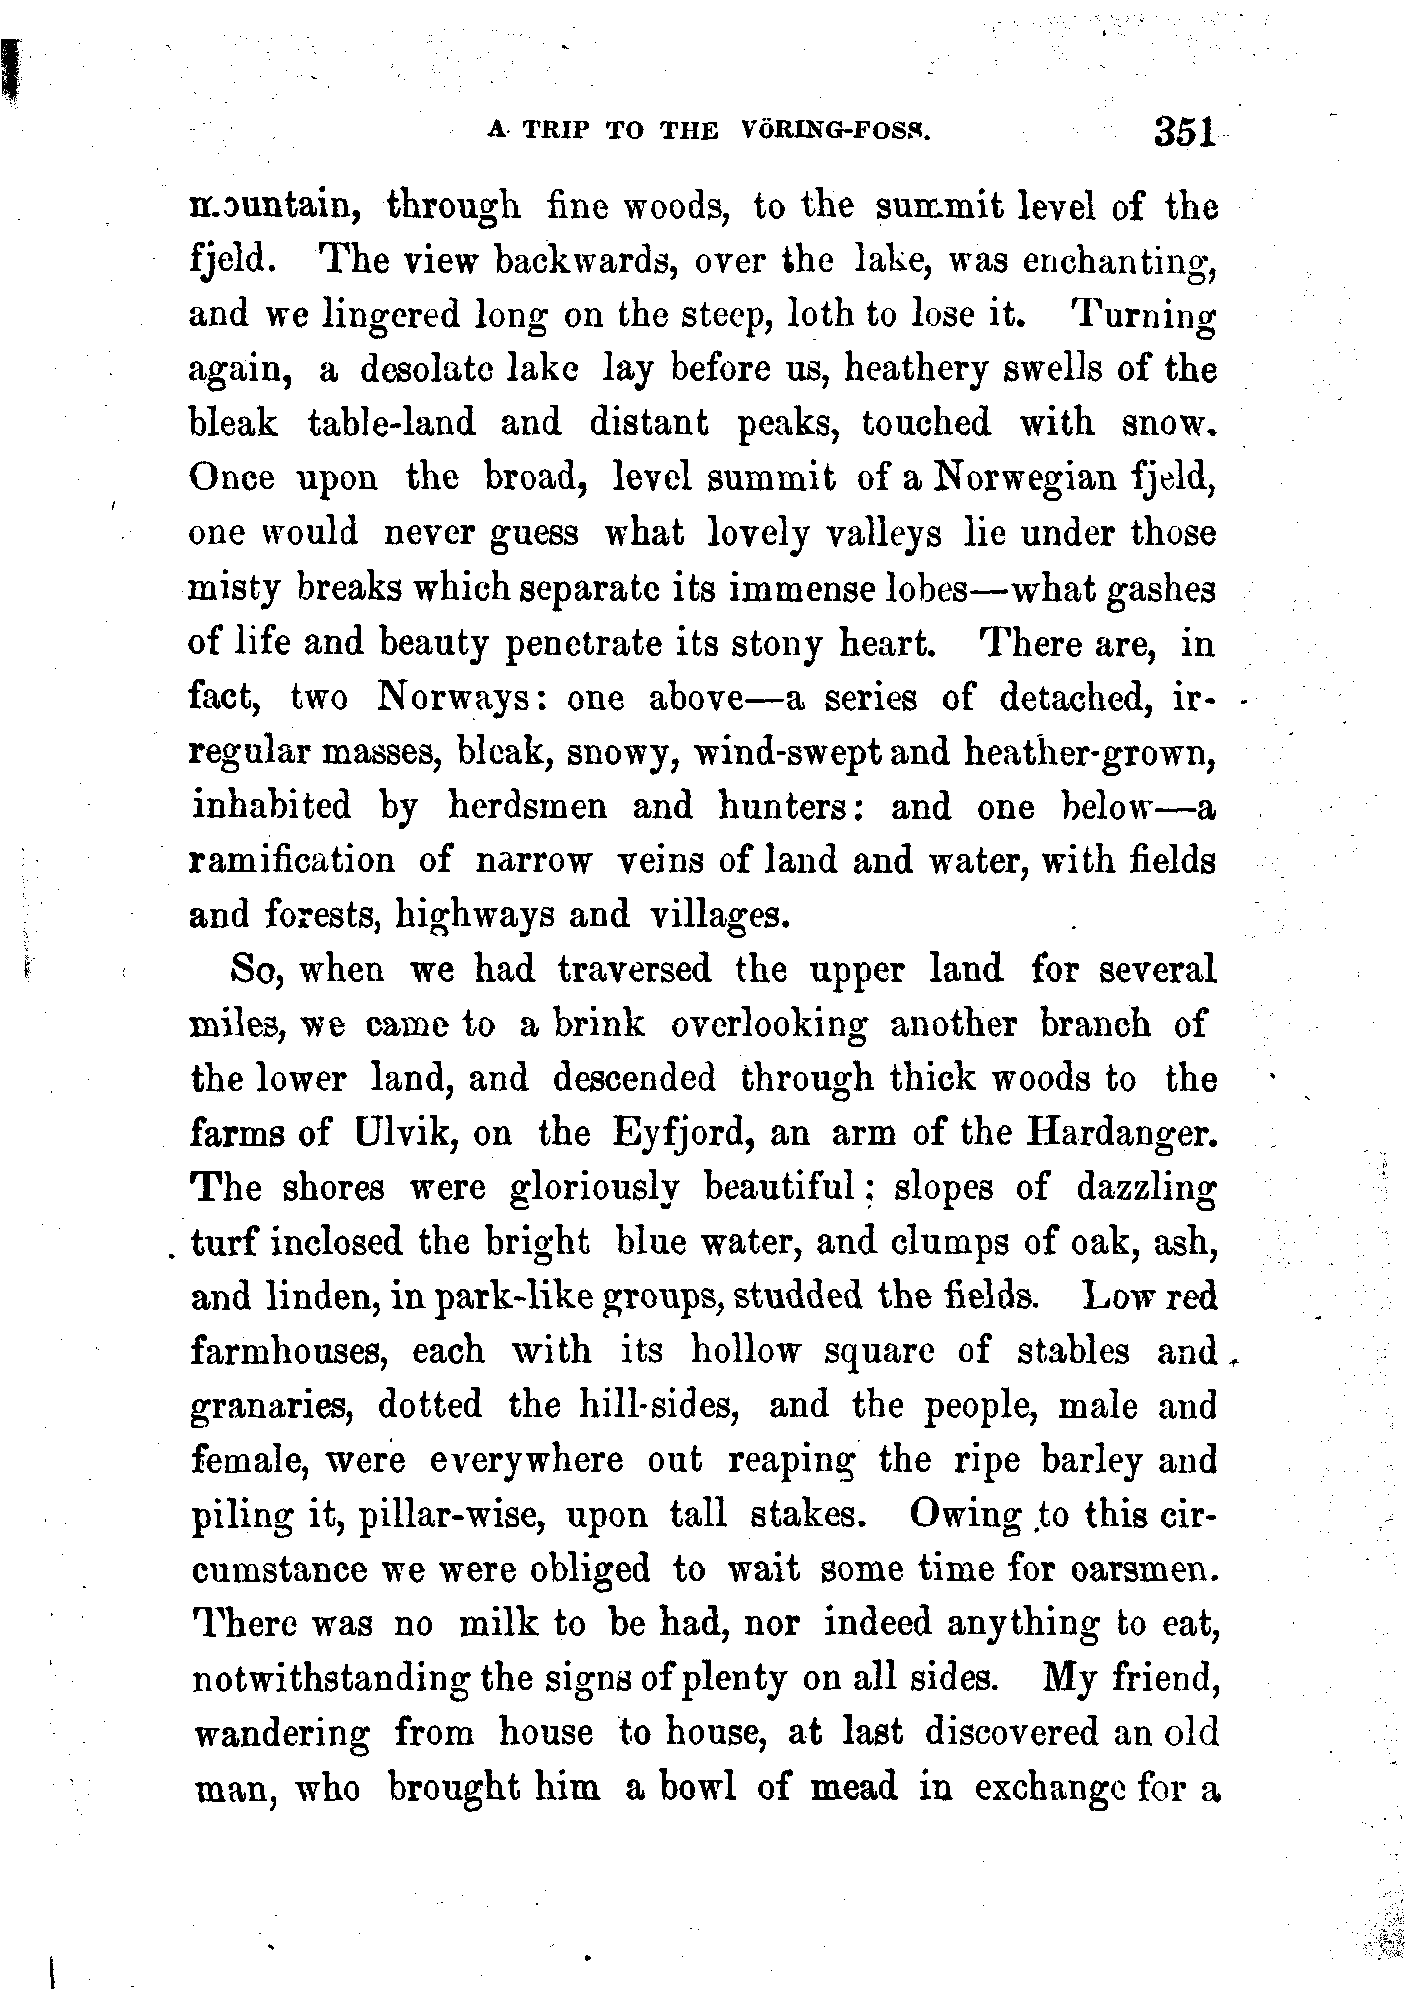 A TRIP TO THE VÖRING-FOSS. 351
mountain, through fine woods, to the summit level of the
fjeld. The view backwards, over the lake, was enchanting,
and we lingered long on the steep, loth to lose it. Turning
again, a desolate lake lay before us, heathery swells of the
bleak table-land and distant peaks, touched with snow.
Once upon the broad, level summit of a Norwegian fjeld,
one would never guess what lovely valleys lie under those
misty breaks which separate its immense lobes—what gashes
of life and beauty penetrate its stony heart. There are, in
fact, two Norways: one above—a series of detached, ir-
regular masses, bleak, snowy, wind-swept and heather-grown,
inhabited by herdsmen and hunters: and one below—a
ramification of narrow veins of land and water, with fields
and forests, highways and villages.
So, when we had traversed the upper land for several
miles, we came to a brink overlooking another branch of
the lower land, and descended through thick woods to the
farms of Ulvik, on the Eyfjord, an arm of the Hardanger.
The shores were gloriously beautiful; slopes of dazzling
turf inclosed the bright blue water, and clumps of oak, ash,
and linden, in park-like groups, studded the fields. Low red
farmhouses, each with its hollow square of stables and
granaries, dotted the hill-sides, and the people, male and
female, were everywhere out reaping the ripe barley and
piling it, pillar-wise, upon tall stakes. Owing to this cir-
cumstance we were obliged to wait some time for oarsmen.
There was no milk to be had, nor indeed anything to eat,
notwithstanding the signs of plenty on all sides. My friend,
wandering from house to house, at last discovered an old
man, who brought him a bowl of mead in exchange for a